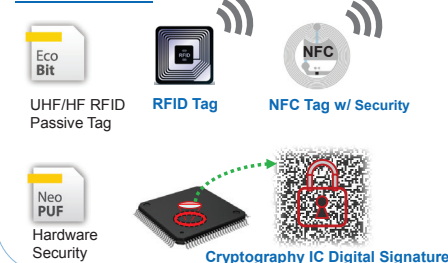 Eco
Bit
RFID
NFC
UHF/HF RFID
Passive Tag
RFID Tag
NFC Tag w/ Security
Neo
PUF
Hardware
Security
Cryptography IC Digital Signature